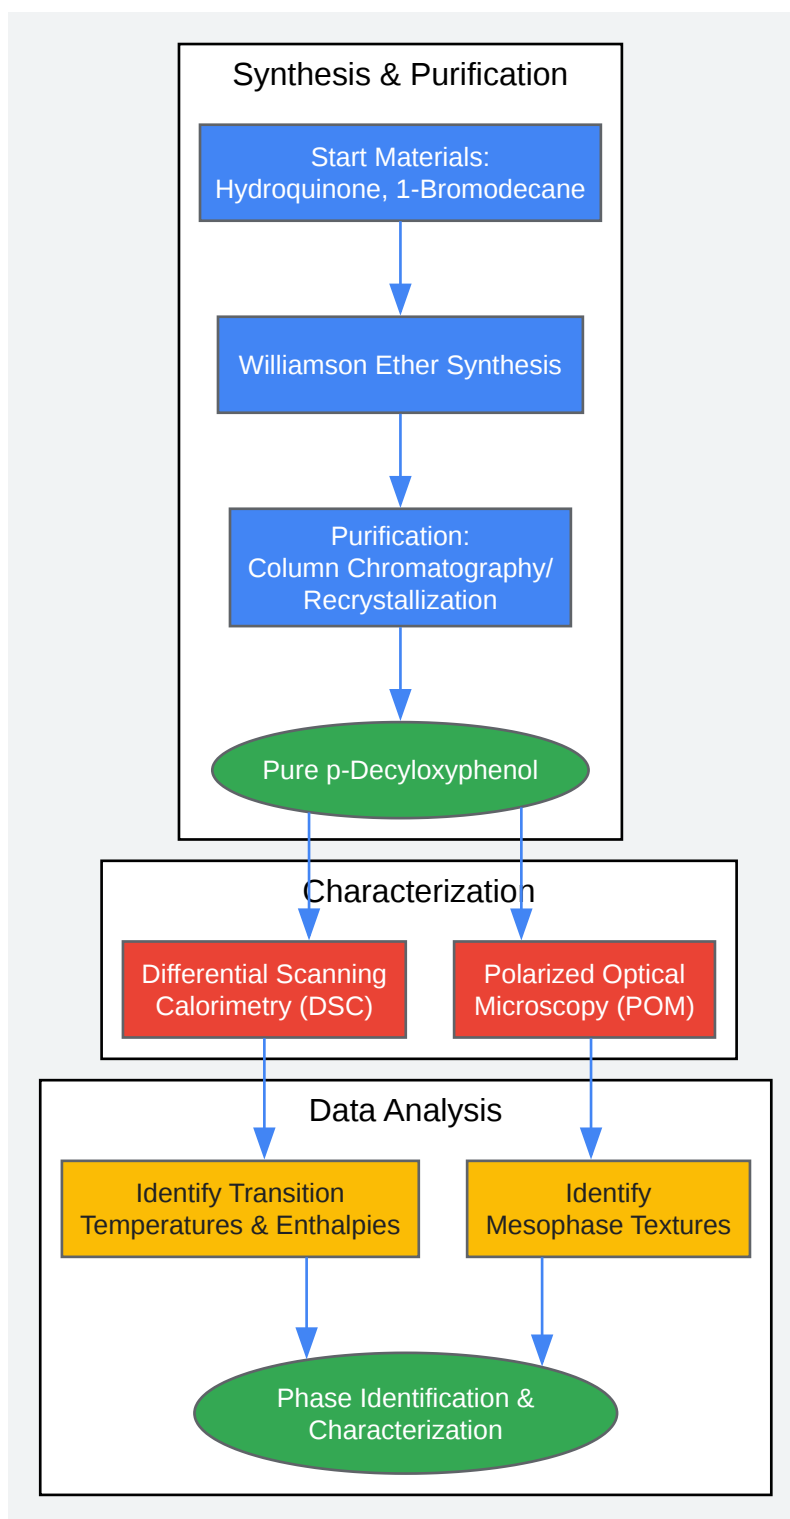 Synthesis & Purification
Start Materials:
Hydroquinone, 1-Bromodecane
Williamson Ether Synthesis
Purification:
Column Chromatography/
Recrystallization
Pure p-Decyloxyphenol
Characterization
Differential Scanning
Calorimetry (DSC)
Polarized Optical
Microscopy (POM)
Data Analysis
Identify Transition
Temperatures & Enthalpies
Identify
Mesophase Textures
Phase Identification &
Characterization